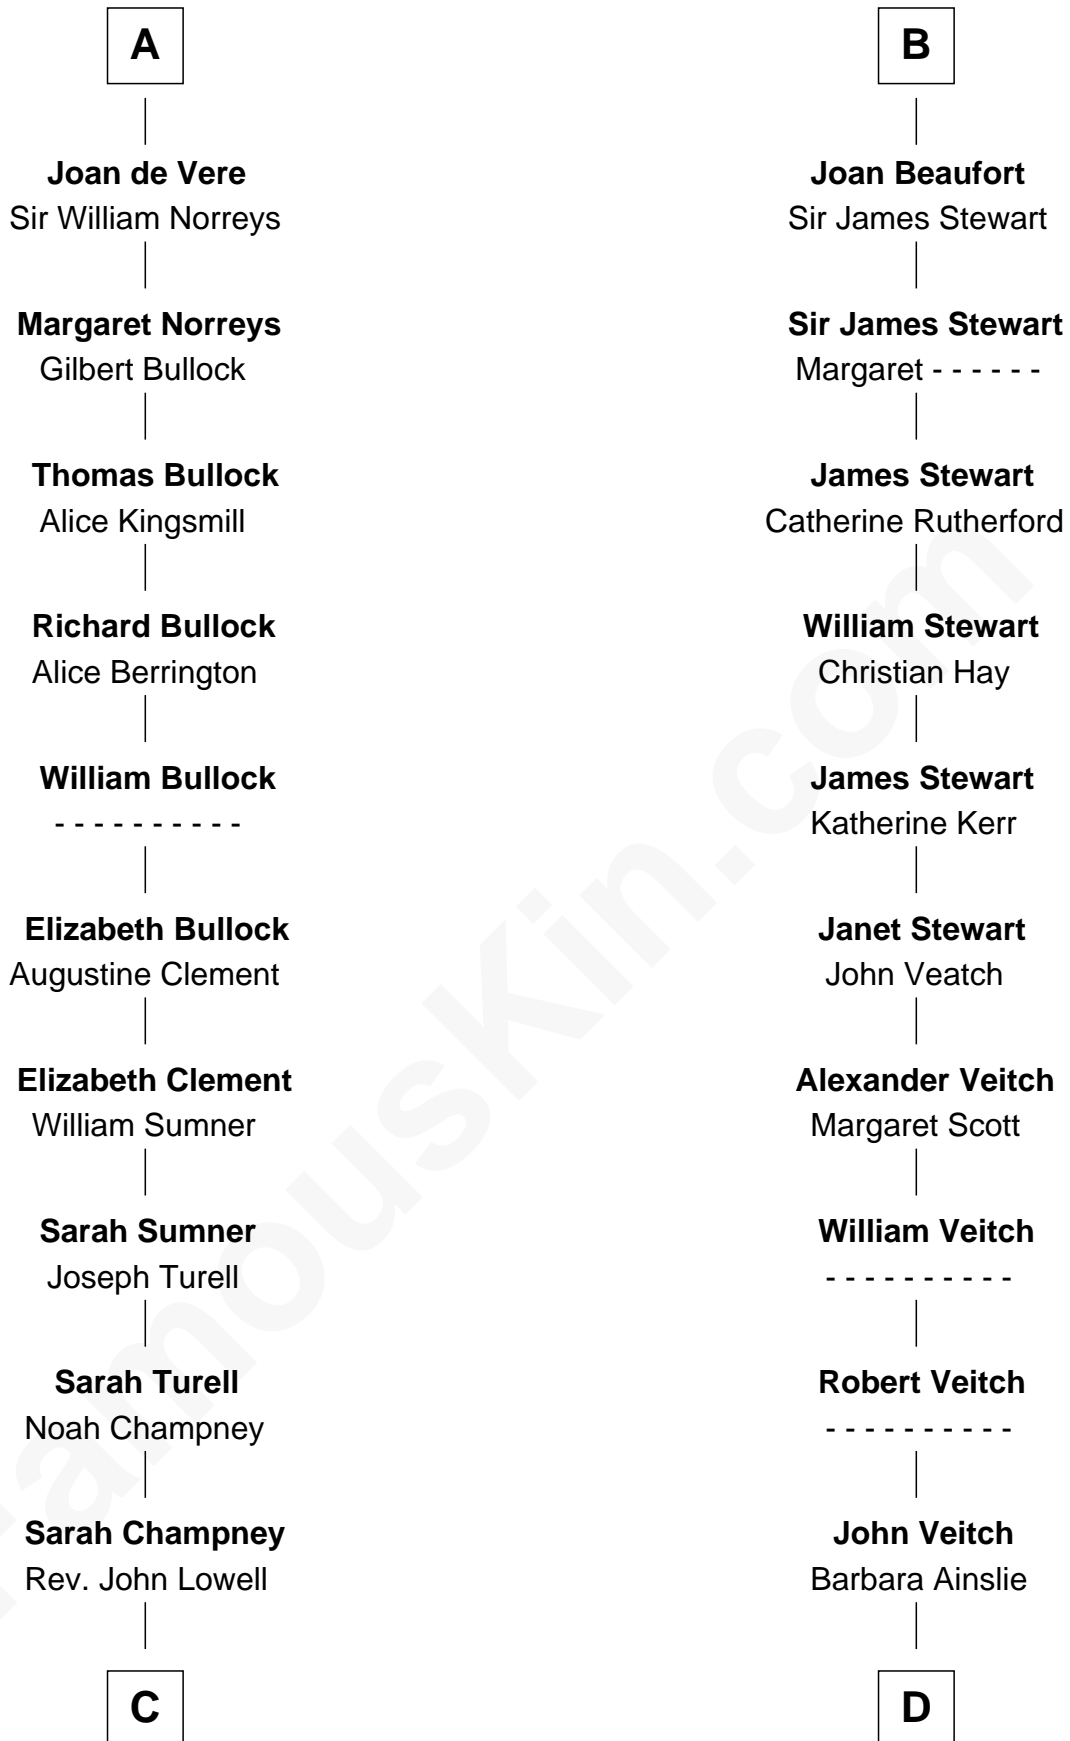 A
Joan de Vere
Sir William Norreys
Margaret Norreys
Gilbert Bullock
Thomas Bullock
Alice Kingsmill
Richard Bullock
Alice Berrington
William Bullock
- - - - - - - - - -
Elizabeth Bullock
Augustine Clement
Elizabeth Clement
William Sumner
Sarah Sumner
Joseph Turell
Sarah Turell
Noah Champney
Sarah Champney
Rev. John Lowell
C
B
Joan Beaufort
Sir James Stewart
Sir James Stewart
Margaret - - - - - -
James Stewart
Catherine Rutherford
William Stewart
Christian Hay
James Stewart
Katherine Kerr
Janet Stewart
John Veatch
Alexander Veitch
Margaret Scott
William Veitch
- - - - - - - - - -
Robert Veitch
- - - - - - - - - -
John Veitch
Barbara Ainslie
D
FamousKin.com